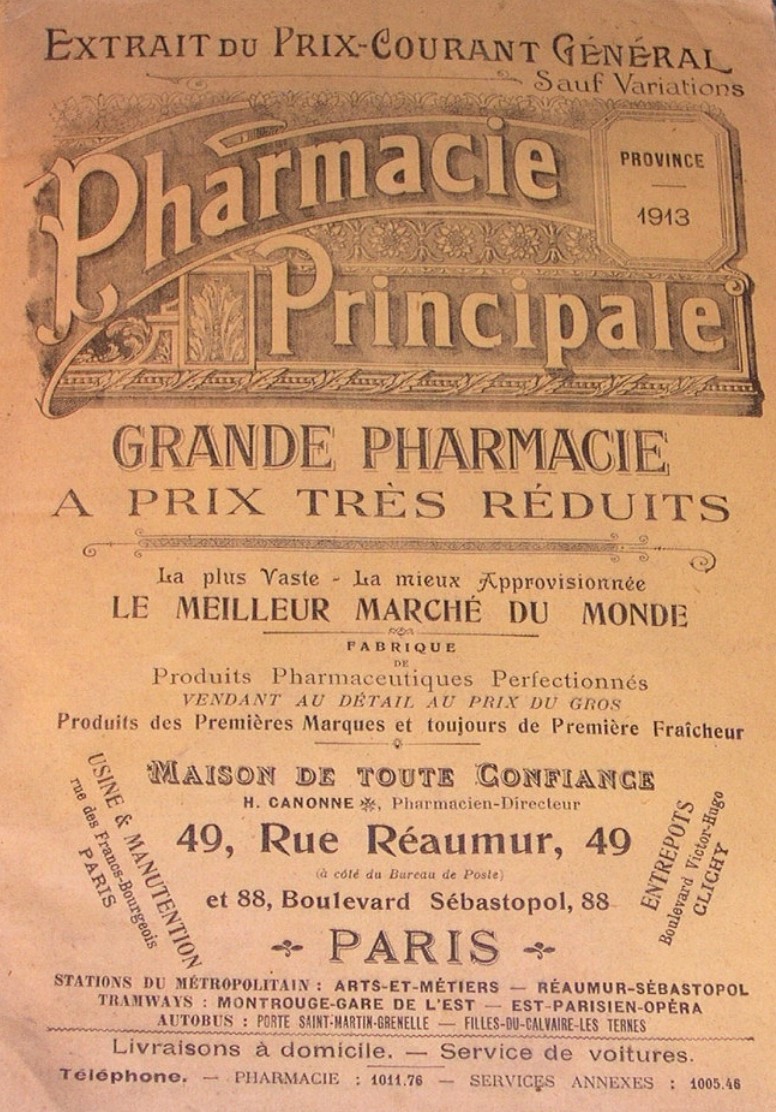 EXTRAIT DU PRIX-COURANT GÉNÉRAL
Sauf Variations
Pharmacie
PROVINCE
—
1913
Principale
GRANDE PHARMACIE
A PRIX TRÈS RÉDUITS
La plus Vaste - La mieux Approvisionnée
LE MEILLEUR MARCHÉ DU MONDE
FABRIQUE
DE
Produits Pharmaceutiques Perfectionnés
VENDANT AU DÉTAIL AU PRIX DU GROS
Produits des Premières Marques et toujours de Première Fraîcheur
MAISON DE TOUTE CONFIANCE
H. CANONNE, Pharmacien-Directeur
49, Rue Réaumur, 49
(à côté du Bureau de Poste)
et 88, Boulevard Sébastopol, 88
PARIS
USINE & MANUTENTION
rue des Francs-Bourgeois
PARIS
ENTREPOTS
Boulevard Victor-Hugo
CLICHY
STATIONS DU MÉTROPOLITAIN : ARTS-ET-MÉTIERS — RÉAUMUR-SÉBASTOPOL
TRAMWAYS : MONTROUGE-GARE DE L'EST — EST-PARISIEN-OPÉRA
AUTOBUS : PORTE SAINT-MARTIN-GRENELLE — FILLES-DU-CALVAIRE-LES TERNES
Livraisons à domicile. — Service de voitures.
Téléphone. — PHARMACIE : 1011.76 — SERVICES ANNEXES : 1005.46